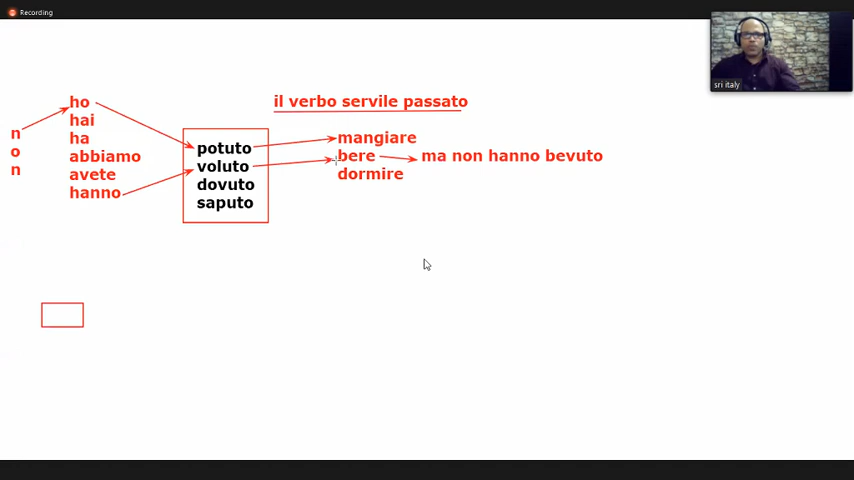 Recording
sri italy
il verbo servile passato
non
ho
hai
ha
abbiamo
avete
hanno
potuto
voluto
dovuto
saputo
mangiare
bere
dormire
ma non hanno bevuto